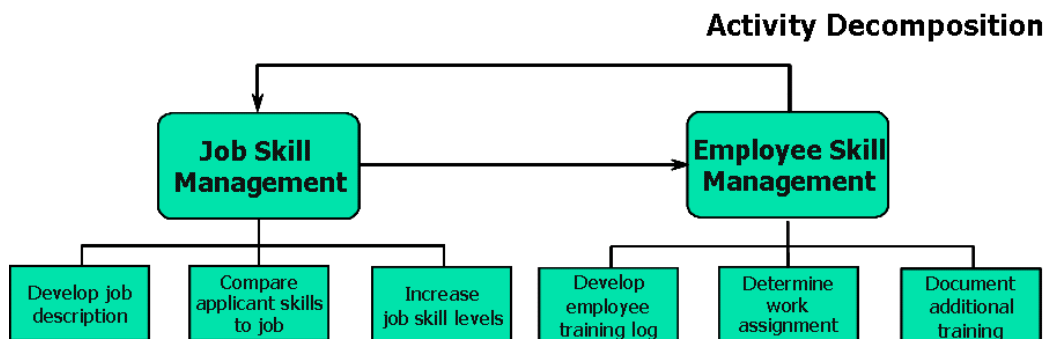 Activity Decomposition
Job Skill
Management
Employee Skill
Management
Develop job
description
Compare
applicant skills
to job
Increase
job skill levels
Develop
employee
training log
Determine
work
assignment
Document
additional
training